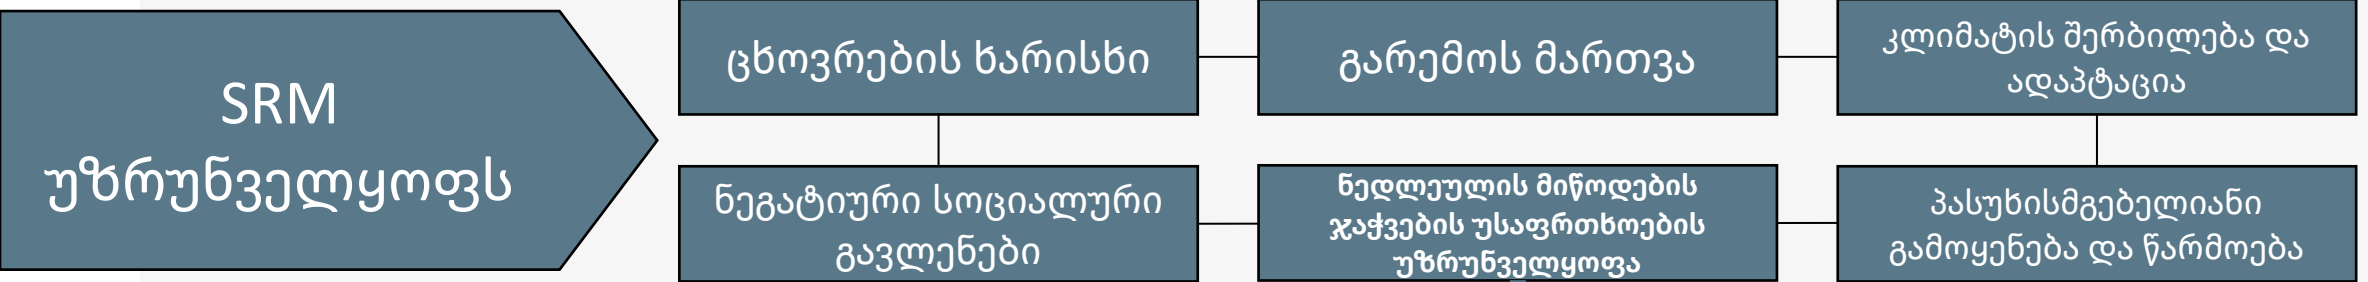 SRM
უზრუნველყოფს
ცხოვრების ხარისხი
გარემოს მართვა
კლიმატის შერბილება და
ადაპტაცია
ნეგატიური სოციალური
გავლენები
ნედლეულის მიწოდების
ჯაჭვების უსაფრთხოების
უზრუნველყოფა
პასუხისმგებელიანი
გამოყენება და წარმოება